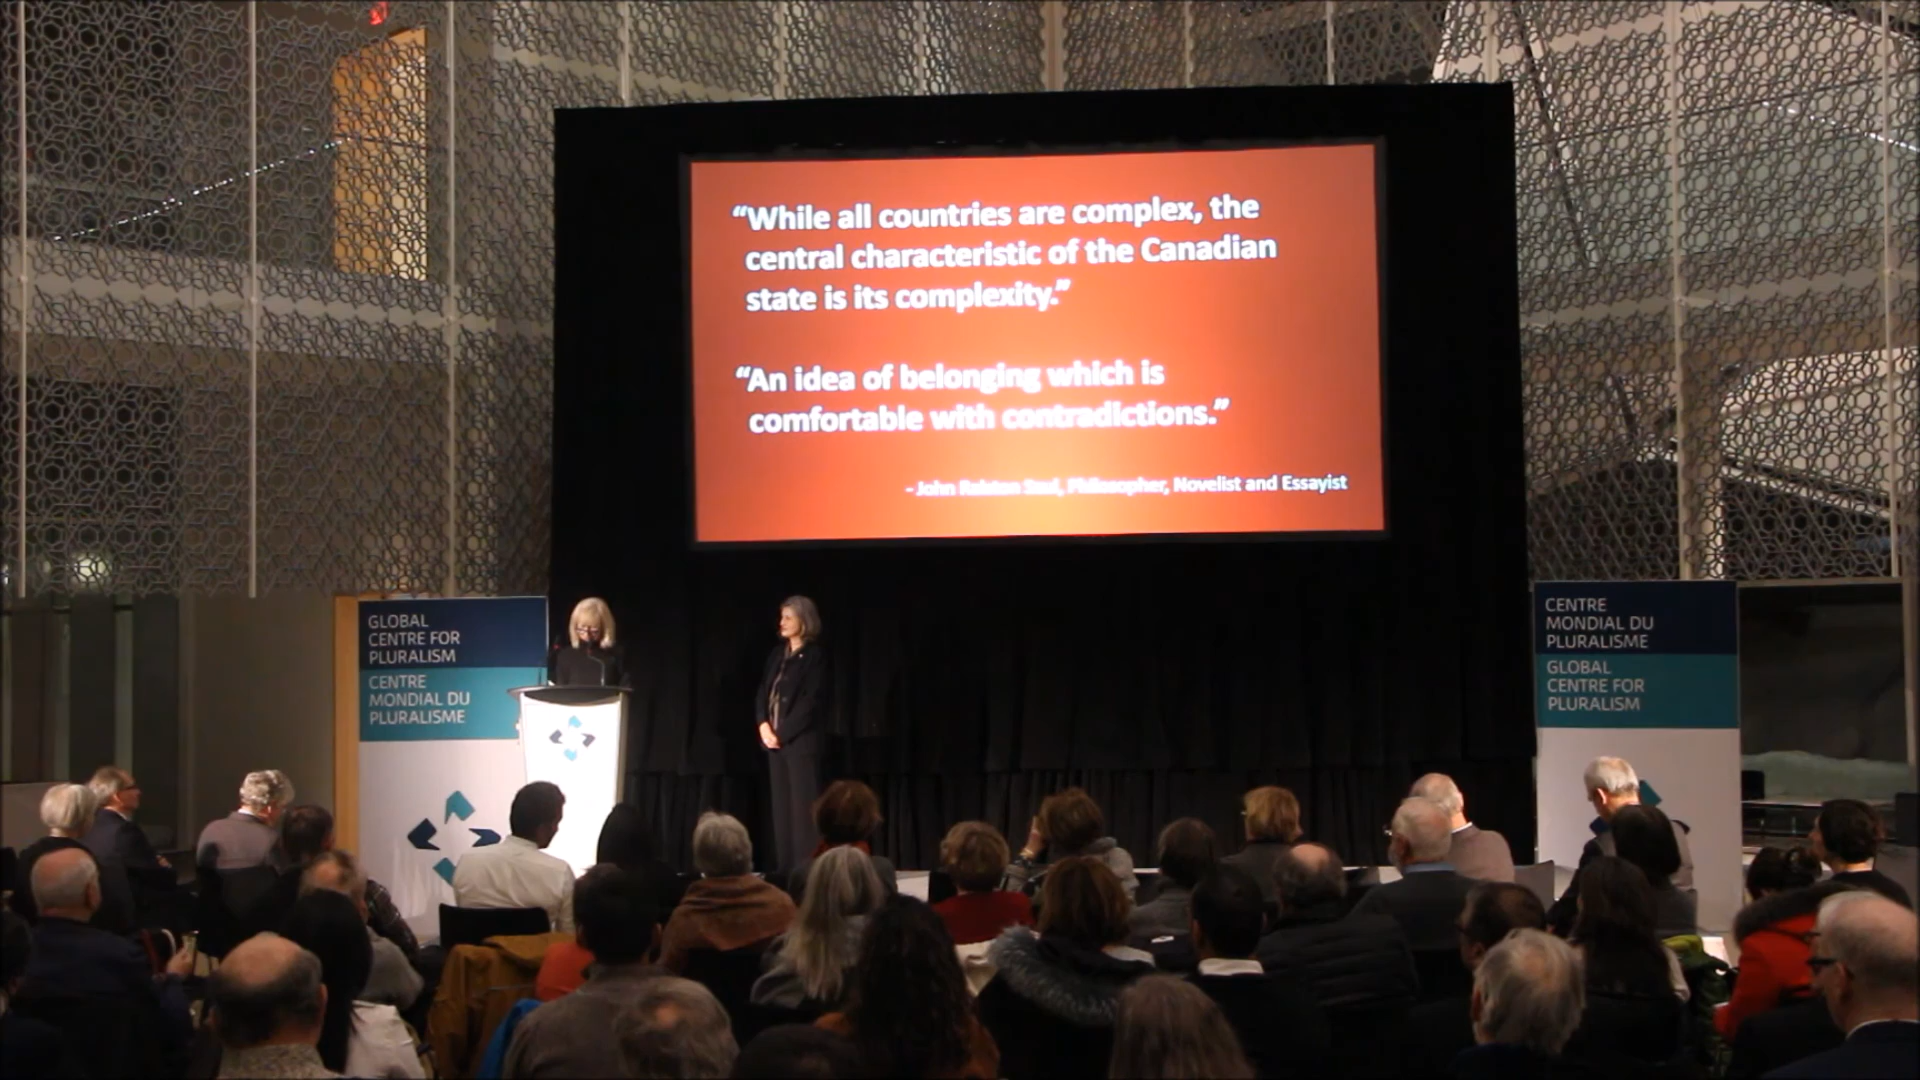 “While all countries are complex, the
central characteristic of the Canadian
state is its complexity.”
“An idea of belonging which is
comfortable with contradictions.”
- John Ralston Saul, Philosopher, Novelist and Essayist
GLOBAL
CENTRE FOR
PLURALISM
CENTRE
MONDIAL DU
PLURALISME
CENTRE
MONDIAL DU
PLURALISME
GLOBAL
CENTRE FOR
PLURALISM